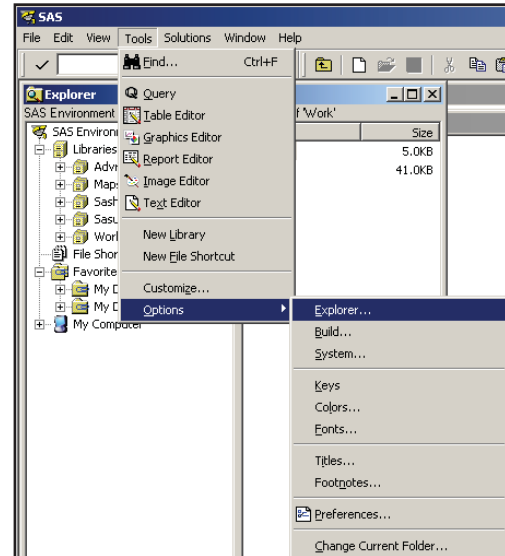 SAS
File Edit View Tools Solutions Window Help
Find... Ctrl+F
Explorer
Query
SAS Environ
f 'Work'
Table Editor
SAS Environ
Size
Graphics Editor
Libraries
5.0KB
Report Editor
Advr
41.0KB
Image Editor
Maps
Text Editor
Sash
Sasu
New Library
Work
New File Shortcut
File Shor
Favorite
Customize...
My D
Options
Explorer...
My D
My Computer
Build...
System...
Keys
Colors...
Fonts...
Titles...
Footnotes...
Preferences...
Change Current Folder...